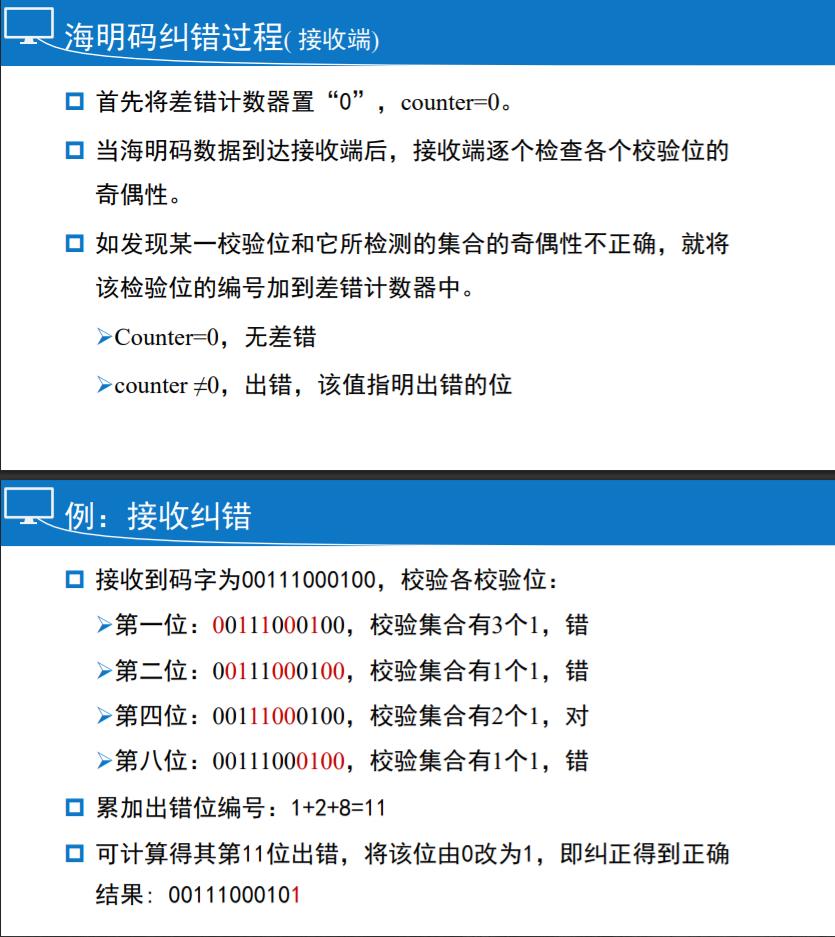 海明码纠错过程( 接收端)
首先将差错计数器置“0”，counter=0。
当海明码数据到达接收端后，接收端逐个检查各个校验位的
奇偶性。
如发现某一校验位和它所检测的集合的奇偶性不正确，就将
该检验位的编号加到差错计数器中。
Counter=0，无差错
counter ≠0，出错，该值指明出错的位
例：接收纠错
接收到码字为00111000100，校验各校验位：
第一位：00111000100，校验集合有3个1，错
第二位：00111000100，校验集合有1个1，错
第四位：00111000100，校验集合有2个1，对
第八位：00111000100，校验集合有1个1，错
累加出错位编号：1+2+8=11
可计算得其第11位出错，将该位由0改为1，即纠正得到正确
结果：00111000101